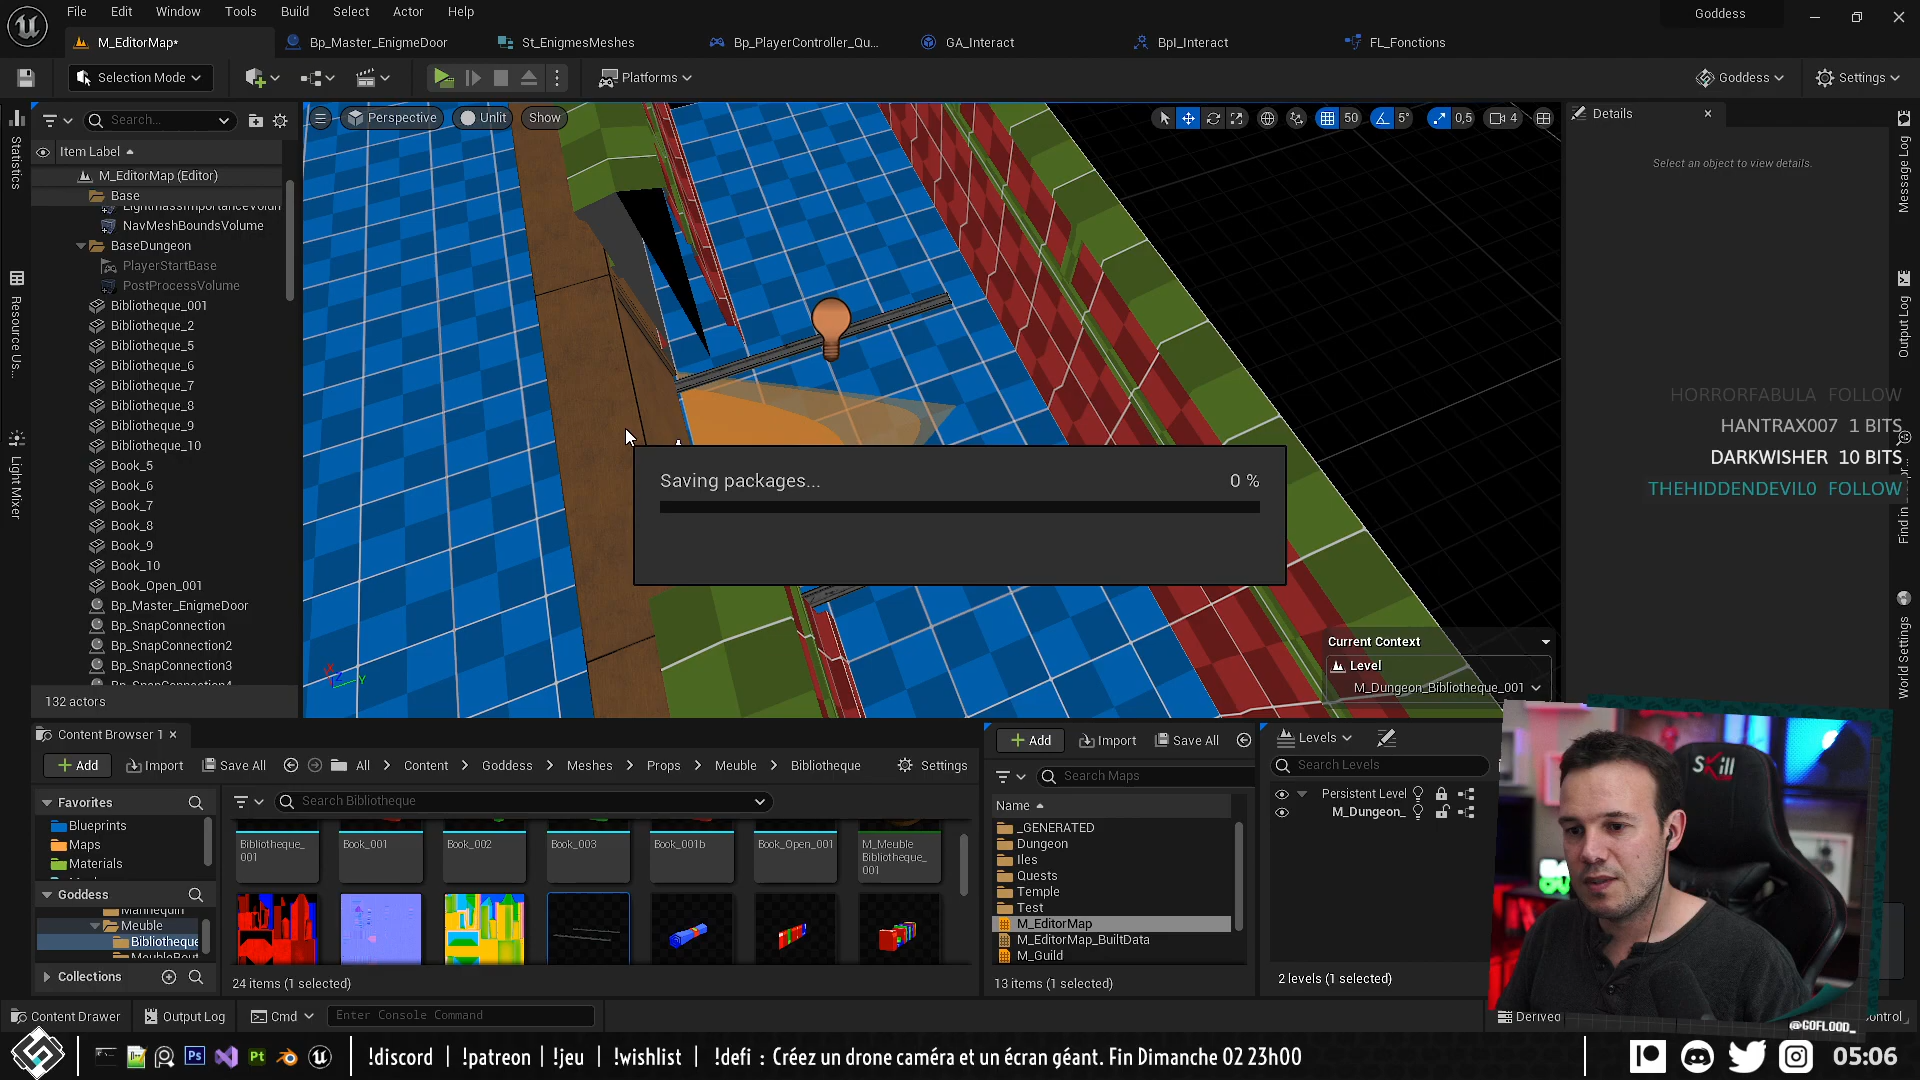 File Edit Window Tools Build Select Actor Help
Goddess
M_EditorMap*
Bp_Master_EnigmeDoor
St_EnigmesMeshes
Bp_PlayerController_Qu...
GA_Interact
BpI_Interact
FL_Fonctions
Selection Mode
Platforms
Goddess
Settings
Search...
Perspective
Unlit
Show
50
5°
0,5
4
Details
Select an object to view details.
Statistics
Resource Us...
Light Mixer
Message Log
Output Log
World Settings
Item Label
M_EditorMap (Editor)
Base
NavMeshBoundsVolume
BaseDungeon
PlayerStartBase
PostProcessVolume
Bibliotheque_001
Bibliotheque_2
Bibliotheque_5
Bibliotheque_6
Bibliotheque_7
Bibliotheque_8
Bibliotheque_9
Bibliotheque_10
Book_5
Book_6
Book_7
Book_8
Book_9
Book_10
Book_Open_001
Bp_Master_EnigmeDoor
Bp_SnapConnection
Bp_SnapConnection2
Bp_SnapConnection3
132 actors
Saving packages...
0 %
HORRORFABULA FOLLOW
HANTRAX007 1 BITS
DARKWISHER 10 BITS
THEHIDDENDEVIL0 FOLLOW
Current Context
Level
M_Dungeon_Bibliotheque_001
Content Browser 1
Add
Import
Save All
All
Content
Goddess
Meshes
Props
Meuble
Bibliotheque
Settings
Favorites
Blueprints
Maps
Materials
Goddess
Mannequin
Meuble
Bibliotheque
Collections
Search Bibliotheque
Bibliotheque_
001
Book_001
Book_002
Book_003
Book_001b
Book_Open_001
M_Meuble
Bibliotheque_
001
24 items (1 selected)
Add
Import
Save All
Search Maps
Name
_GENERATED
Dungeon
Iles
Quests
Temple
Test
M_EditorMap
M_EditorMap_BuiltData
M_Guild
13 items (1 selected)
Levels
Search Levels
Persistent Level
M_Dungeon_
2 levels (1 selected)
Content Drawer
Output Log
Cmd
Enter Console Command
Derived
SKILL
@GOFLOOD_
!discord | !patreon | !jeu | !wishlist | !defi : Créez un drone caméra et un écran géant. Fin Dimanche 02 23h00
05:06